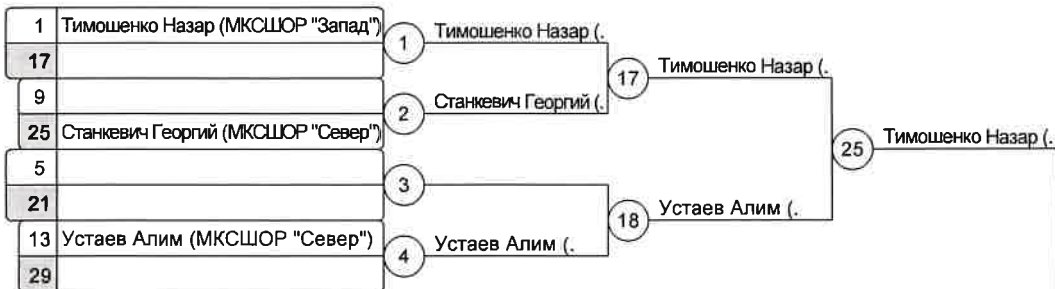 1 Тимошенко Назар (МКСШОР "Запад")
17
9
25 Станкевич Георгий (МКСШОР "Север")
5
21
13 Устаев Алим (МКСШОР "Север")
29
1 Тимошенко Назар (.
2 Станкевич Георгий (.
3
4 Устаев Алим (.
17 Тимошенко Назар (.
18 Устаев Алим (.
25 Тимошенко Назар (.